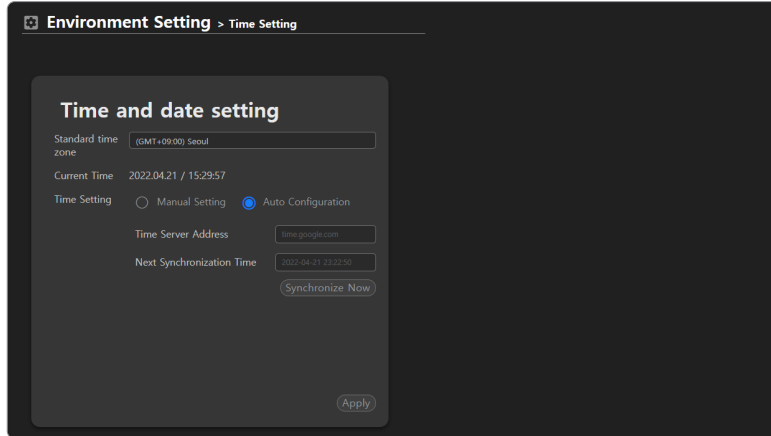 Environment Setting > Time Setting
Time and date setting
Standard time zone
(GMT+09:00) Seoul
Current Time 2022.04.21 / 15:29:57
Time Setting Manual Setting Auto Configuration
Time Server Address time.google.com
Next Synchronization Time 2022-04-21 23:22:50
Synchronize Now
Apply